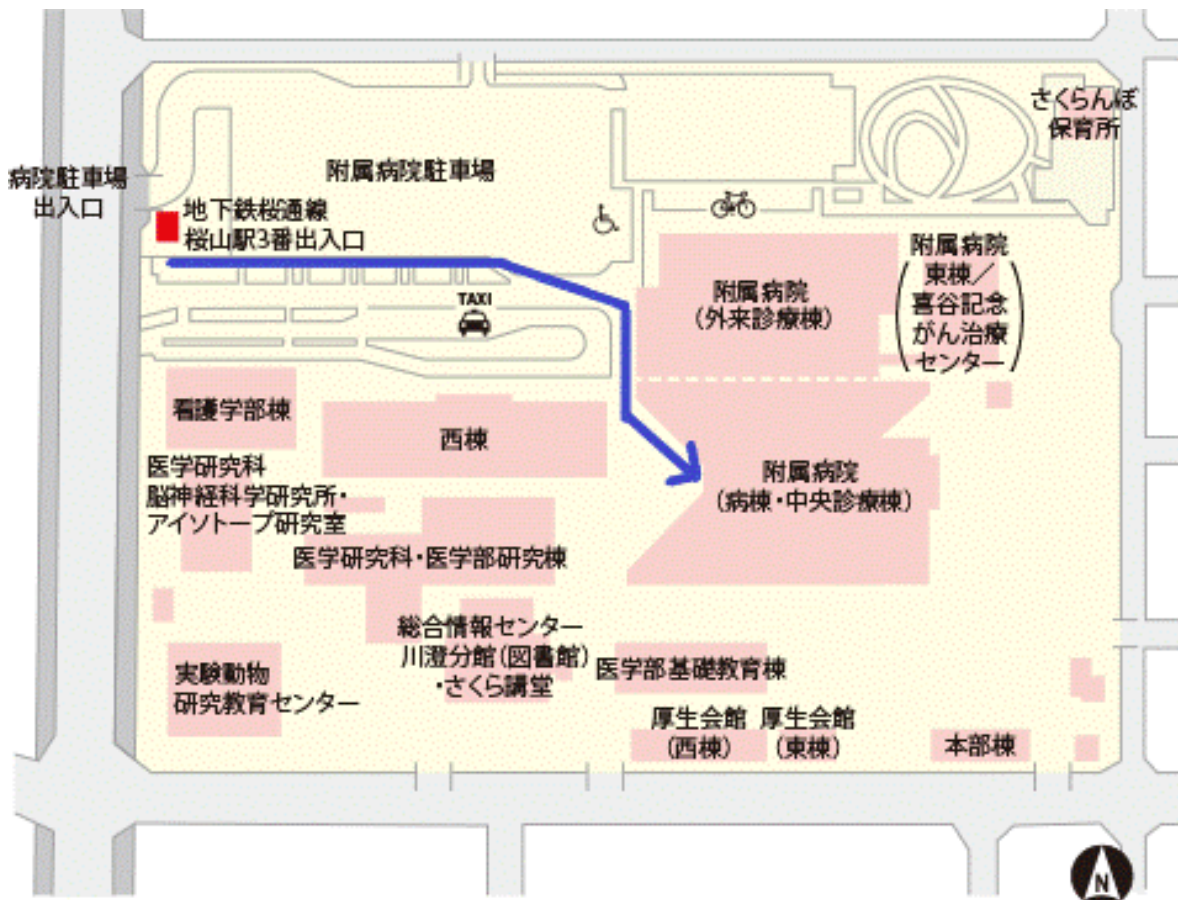 さくらんぼ
保育所
病院駐車場
出入口
附属病院駐車場
地下鉄桜通線
桜山駅3番出入口
TAXI
附属病院
(外来診療棟)
附属病院
東棟/
喜谷記念
がん治療
センター
看護学部棟
西棟
医学研究科
脳神経科学研究所・
アイソトープ研究室
附属病院
(病棟・中央診療棟)
医学研究科・医学部研究棟
総合情報センター
川澄分館(図書館)
・さくら講堂
医学部基礎教育棟
実験動物
研究教育センター
厚生会館
(西棟)
厚生会館
(東棟)
本部棟
N